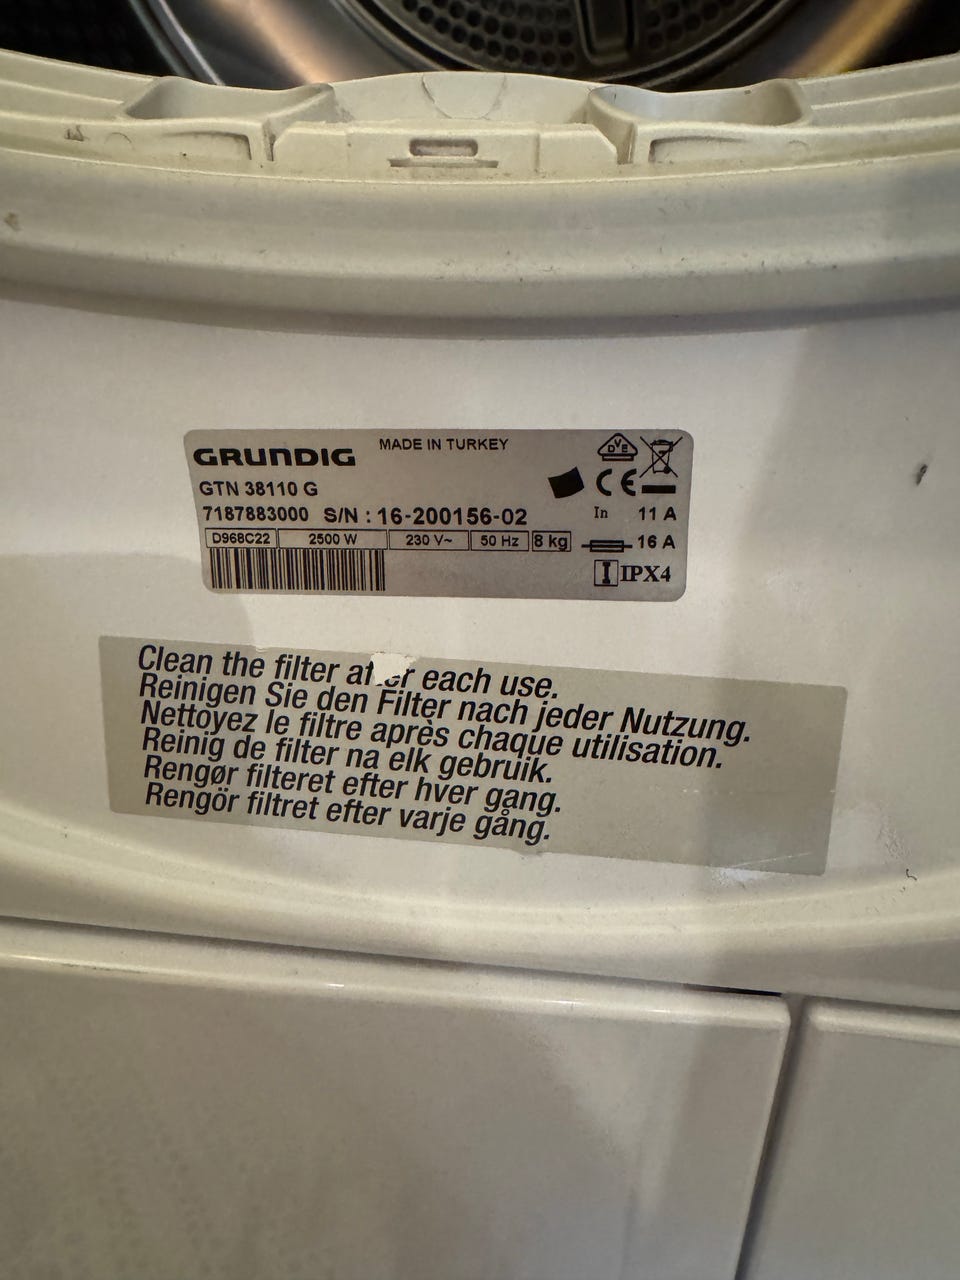 GRUNDIG
MADE IN TURKEY
DVE
GTN 38110 G
CE
7187883000 S/N : 16-200156-02
In 11 A
D968C22 2500 W 230 V~ 50 Hz 8 kg
16 A
I IPX4
Clean the filter af er each use.
Reinigen Sie den Filter nach jeder Nutzung.
Nettoyez le filtre après chaque utilisation.
Reinig de filter na elk gebruik.
Rengør filteret efter hver gang.
Rengör filtret efter varje gång.